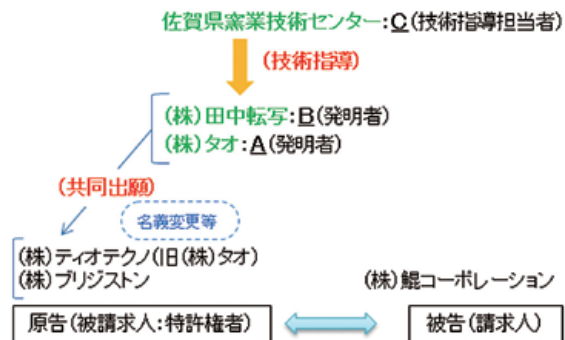 佐賀県窯業技術センター:C(技術指導担当者)
(技術指導)
(株)田中転写:B(発明者)
(株)タオ:A(発明者)
(共同出願)
名義変更等
(株)ティオテクノ(旧(株)タオ)
(株)ブリジストン
(株)鯤コーポレーション
原告(被請求人:特許権者)
被告(請求人)